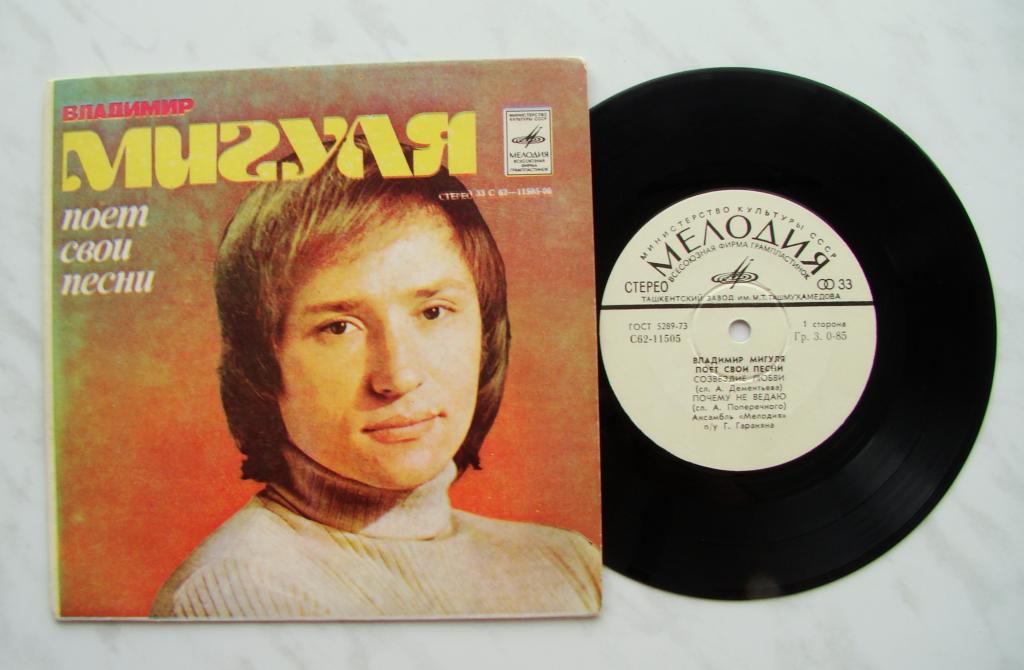 ВЛАДИМИР
МИГУЛЯ
поет
свои
песни
МИНИСТЕРСТВО
КУЛЬТУРЫ СССР
МЕЛОДИЯ
ВСЕСОЮЗНАЯ
ФИРМА
ГРАМПЛАСТИНОК
СТЕРЕО 33 С 62—11505-06
МИНИСТЕРСТВО КУЛЬТУРЫ СССР
МЕЛОДИЯ
ВСЕСОЮЗНАЯ ФИРМА ГРАМПЛАСТИНОК
СТЕРЕО 33
ТАШКЕНТСКИЙ ЗАВОД ИМ. М.Т. ТАШМУХАМЕДОВА
ГОСТ 5289-73 1 сторона
С62-11505 Гр. 3. 0-85
ВЛАДИМИР МИГУЛЯ
ПОЕТ СВОИ ПЕСНИ
СОЗВЕЗДИЕ ЛЮБВИ
(сл. А. Дементьева)
ПОЧЕМУ НЕ ВЕДАЮ
(сл. А. Поперечного)
Ансамбль «Мелодия»
п/у Г. Гараняна